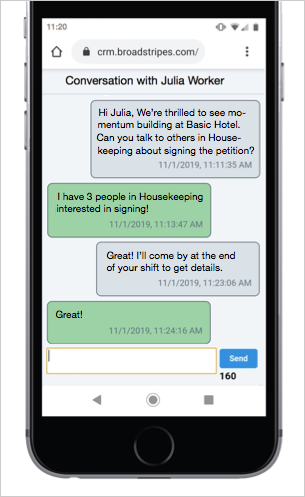 11:20
crm.broadstripes.com/
Conversation with Julia Worker
Hi Julia, We're thrilled to see mo-
mentum building at Basic Hotel.
Can you talk to others in House-
keeping about signing the petition?
11/1/2019, 11:11:35 AM
I have 3 people in Housekeeping
interested in signing!
11/1/2019, 11:13:47 AM
Great! I'll come by at the end
of your shift to get details.
11/1/2019, 11:23:06 AM
Great!
11/1/2019, 11:24:16 AM
Send
160